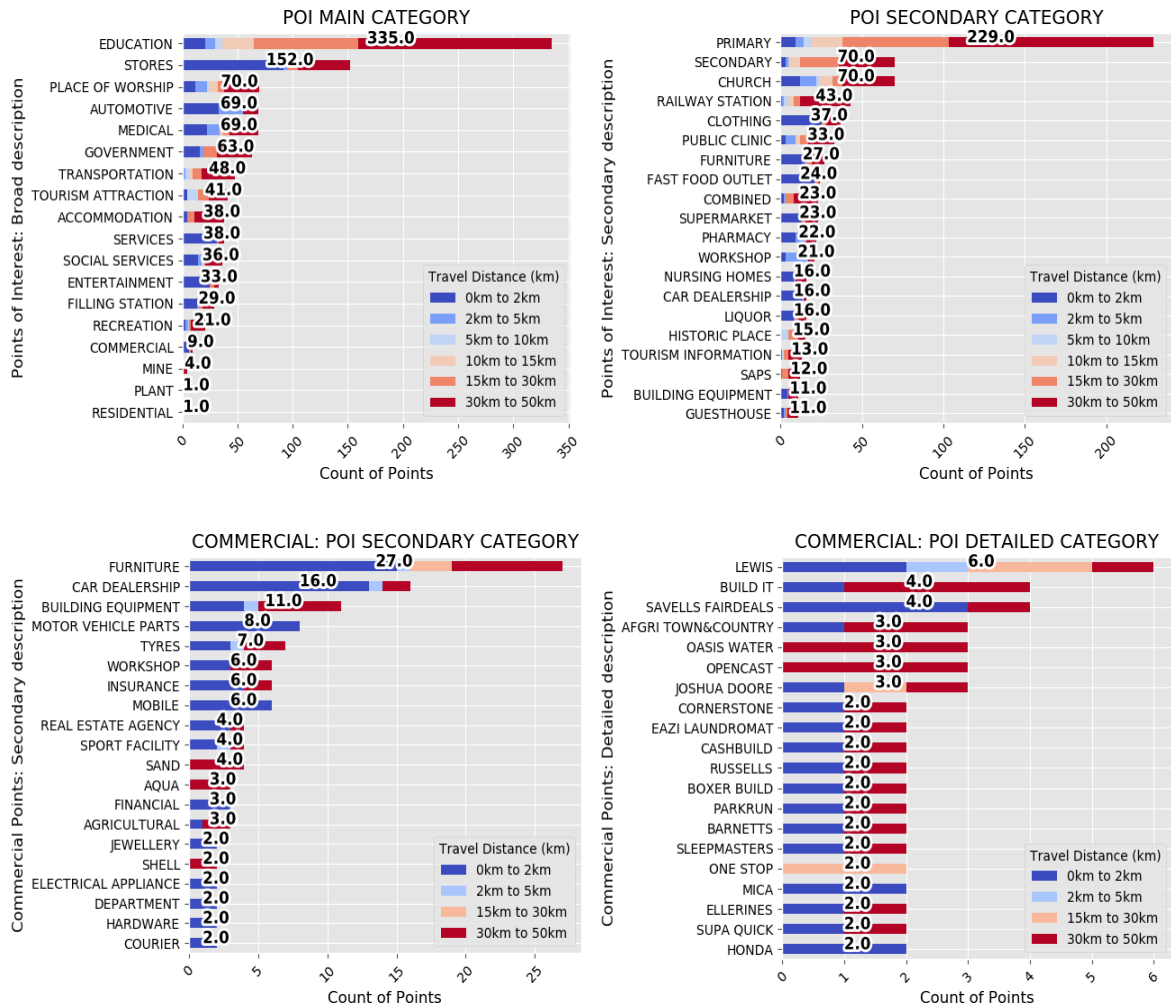 POI MAIN CATEGORY
Points of Interest: Broad description
EDUCATION 335.0
STORES 152.0
PLACE OF WORSHIP 70.0
AUTOMOTIVE 69.0
MEDICAL 69.0
GOVERNMENT 63.0
TRANSPORTATION 48.0
TOURISM ATTRACTION 41.0
ACCOMMODATION 38.0
SERVICES 38.0
SOCIAL SERVICES 36.0
ENTERTAINMENT 33.0
FILLING STATION 29.0
RECREATION 21.0
COMMERCIAL 9.0
MINE 4.0
PLANT 1.0
RESIDENTIAL 1.0
Travel Distance (km)
0km to 2km
2km to 5km
5km to 10km
10km to 15km
15km to 30km
30km to 50km
0 50 100 150 200 250 300 350
Count of Points
POI SECONDARY CATEGORY
Points of Interest: Secondary description
PRIMARY 229.0
SECONDARY 70.0
CHURCH 70.0
RAILWAY STATION 43.0
CLOTHING 37.0
PUBLIC CLINIC 33.0
FURNITURE 27.0
FAST FOOD OUTLET 24.0
COMBINED 23.0
SUPERMARKET 23.0
PHARMACY 22.0
WORKSHOP 21.0
NURSING HOMES 16.0
CAR DEALERSHIP 16.0
LIQUOR 16.0
HISTORIC PLACE 15.0
TOURISM INFORMATION 13.0
SAPS 12.0
BUILDING EQUIPMENT 11.0
GUESTHOUSE 11.0
Travel Distance (km)
0km to 2km
2km to 5km
5km to 10km
10km to 15km
15km to 30km
30km to 50km
0 50 100 150 200
Count of Points
COMMERCIAL: POI SECONDARY CATEGORY
Commercial Points: Secondary description
FURNITURE 27.0
CAR DEALERSHIP 16.0
BUILDING EQUIPMENT 11.0
MOTOR VEHICLE PARTS 8.0
TYRES 7.0
WORKSHOP 6.0
INSURANCE 6.0
MOBILE 6.0
REAL ESTATE AGENCY 4.0
SPORT FACILITY 4.0
SAND 4.0
AQUA 3.0
FINANCIAL 3.0
AGRICULTURAL 3.0
JEWELLERY 2.0
SHELL 2.0
ELECTRICAL APPLIANCE 2.0
DEPARTMENT 2.0
HARDWARE 2.0
COURIER 2.0
Travel Distance (km)
0km to 2km
2km to 5km
15km to 30km
30km to 50km
0 5 10 15 20 25
Count of Points
COMMERCIAL: POI DETAILED CATEGORY
Commercial Points: Detailed description
LEWIS 6.0
BUILD IT 4.0
SAVELLS FAIRDEALS 4.0
AFGRI TOWN&COUNTRY 3.0
OASIS WATER 3.0
OPENCAST 3.0
JOSHUA DOORE 3.0
CORNERSTONE 2.0
EAZI LAUNDROMAT 2.0
CASHBUILD 2.0
RUSSELLS 2.0
BOXER BUILD 2.0
PARKRUN 2.0
BARNETTS 2.0
SLEEPMASTERS 2.0
ONE STOP 2.0
MICA 2.0
ELLERINES 2.0
SUPA QUICK 2.0
HONDA 2.0
Travel Distance (km)
0km to 2km
2km to 5km
15km to 30km
30km to 50km
0 1 2 3 4 5 6
Count of Points